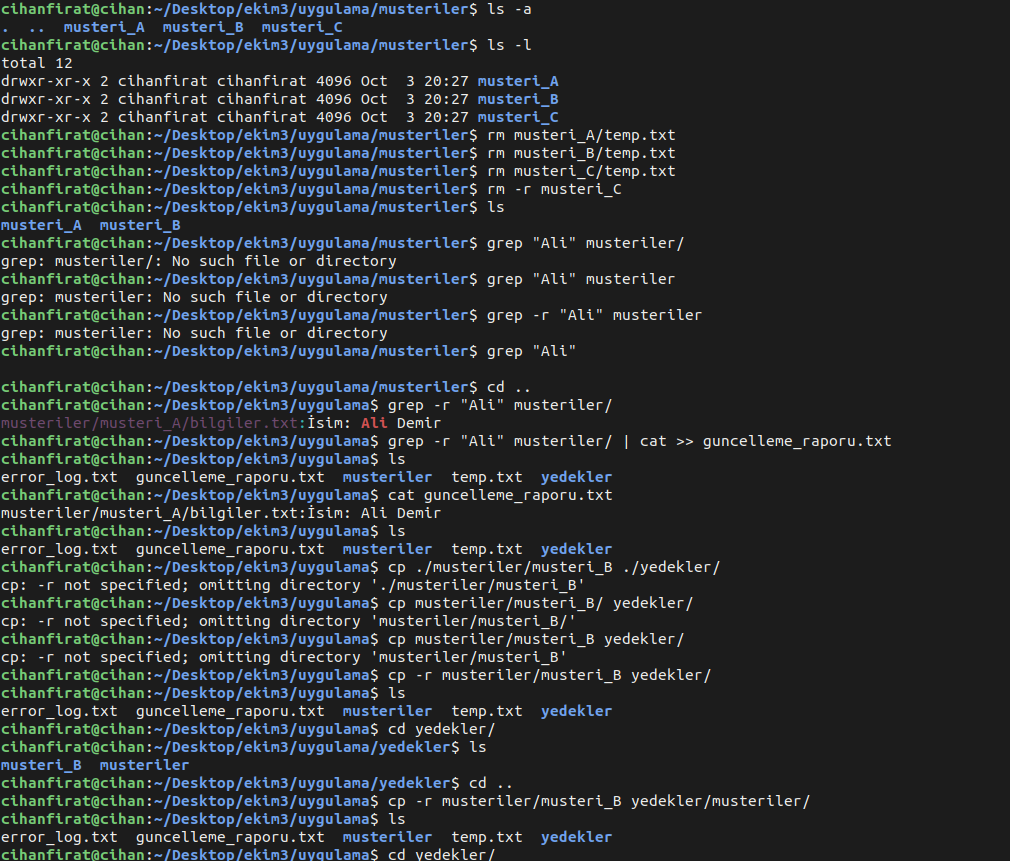 cihanfirat@cihan:~/Desktop/ekim3/uygulama/musteriler$ ls -a
.  ..  musteri_A  musteri_B  musteri_C
cihanfirat@cihan:~/Desktop/ekim3/uygulama/musteriler$ ls -l
total 12
drwxr-xr-x 2 cihanfirat cihanfirat 4096 Oct  3 20:27 musteri_A
drwxr-xr-x 2 cihanfirat cihanfirat 4096 Oct  3 20:27 musteri_B
drwxr-xr-x 2 cihanfirat cihanfirat 4096 Oct  3 20:27 musteri_C
cihanfirat@cihan:~/Desktop/ekim3/uygulama/musteriler$ rm musteri_A/temp.txt
cihanfirat@cihan:~/Desktop/ekim3/uygulama/musteriler$ rm musteri_B/temp.txt
cihanfirat@cihan:~/Desktop/ekim3/uygulama/musteriler$ rm musteri_C/temp.txt
cihanfirat@cihan:~/Desktop/ekim3/uygulama/musteriler$ rm -r musteri_C
cihanfirat@cihan:~/Desktop/ekim3/uygulama/musteriler$ ls
musteri_A  musteri_B
cihanfirat@cihan:~/Desktop/ekim3/uygulama/musteriler$ grep "Ali" musteriler/
grep: musteriler/: No such file or directory
cihanfirat@cihan:~/Desktop/ekim3/uygulama/musteriler$ grep "Ali" musteriler
grep: musteriler: No such file or directory
cihanfirat@cihan:~/Desktop/ekim3/uygulama/musteriler$ grep -r "Ali" musteriler
grep: musteriler: No such file or directory
cihanfirat@cihan:~/Desktop/ekim3/uygulama/musteriler$ grep "Ali"
cihanfirat@cihan:~/Desktop/ekim3/uygulama/musteriler$ cd ..
cihanfirat@cihan:~/Desktop/ekim3/uygulama$ grep -r "Ali" musteriler/
musteriler/musteri_A/bilgiler.txt:İsim: Ali Demir
cihanfirat@cihan:~/Desktop/ekim3/uygulama$ grep -r "Ali" musteriler/ | cat >> guncelleme_raporu.txt
cihanfirat@cihan:~/Desktop/ekim3/uygulama$ ls
error_log.txt  guncelleme_raporu.txt  musteriler  temp.txt  yedekler
cihanfirat@cihan:~/Desktop/ekim3/uygulama$ cat guncelleme_raporu.txt
musteriler/musteri_A/bilgiler.txt:İsim: Ali Demir
cihanfirat@cihan:~/Desktop/ekim3/uygulama$ ls
error_log.txt  guncelleme_raporu.txt  musteriler  temp.txt  yedekler
cihanfirat@cihan:~/Desktop/ekim3/uygulama$ cp ./musteriler/musteri_B ./yedekler/
cp: -r not specified; omitting directory './musteriler/musteri_B'
cihanfirat@cihan:~/Desktop/ekim3/uygulama$ cp musteriler/musteri_B/ yedekler/
cp: -r not specified; omitting directory 'musteriler/musteri_B/'
cihanfirat@cihan:~/Desktop/ekim3/uygulama$ cp musteriler/musteri_B yedekler/
cp: -r not specified; omitting directory 'musteriler/musteri_B'
cihanfirat@cihan:~/Desktop/ekim3/uygulama$ cp -r musteriler/musteri_B yedekler/
cihanfirat@cihan:~/Desktop/ekim3/uygulama$ ls
error_log.txt  guncelleme_raporu.txt  musteriler  temp.txt  yedekler
cihanfirat@cihan:~/Desktop/ekim3/uygulama$ cd yedekler/
cihanfirat@cihan:~/Desktop/ekim3/uygulama/yedekler$ ls
musteri_B  musteriler
cihanfirat@cihan:~/Desktop/ekim3/uygulama/yedekler$ cd ..
cihanfirat@cihan:~/Desktop/ekim3/uygulama$ cp -r musteriler/musteri_B yedekler/musteriler/
cihanfirat@cihan:~/Desktop/ekim3/uygulama$ ls
error_log.txt  guncelleme_raporu.txt  musteriler  temp.txt  yedekler
cihanfirat@cihan:~/Desktop/ekim3/uygulama$ cd yedekler/